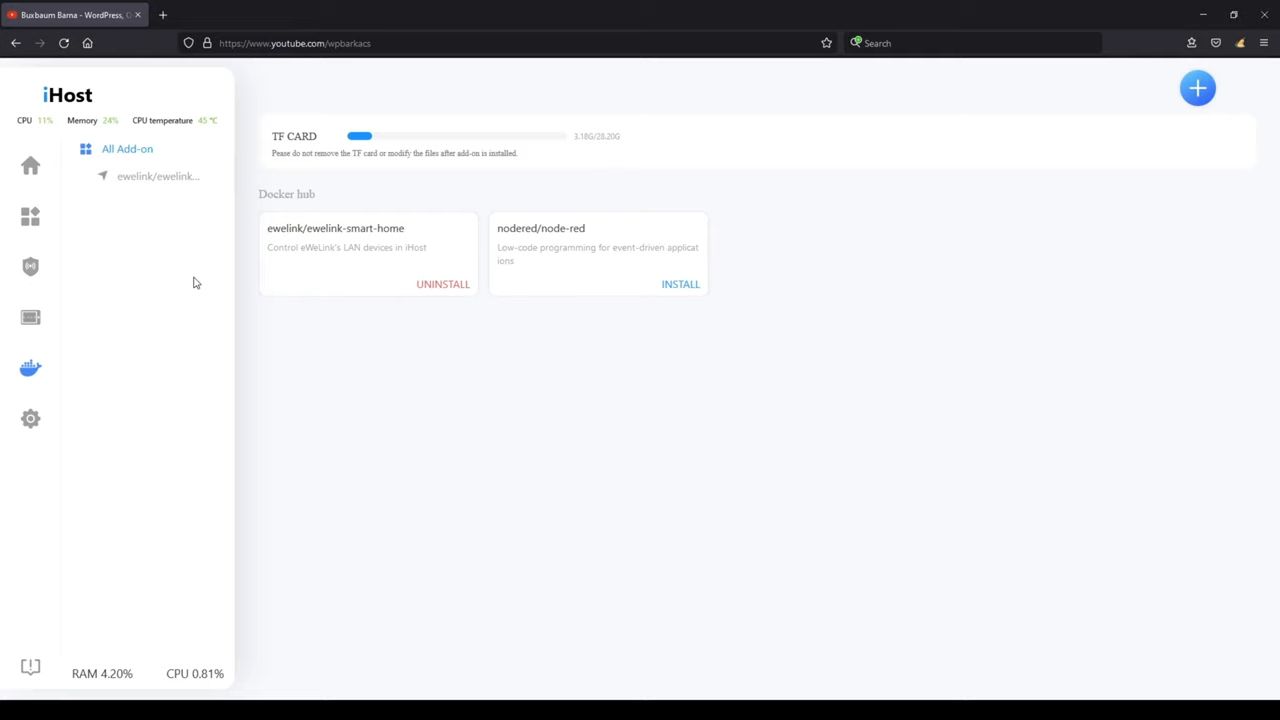 Buxbaum Barna - WordPress, C
https://www.youtube.com/wpbarkacs
Search
iHost
CPU 11% Memory 24% CPU temperature 45 ℃
All Add-on
ewelink/ewelink...
TF CARD 3.18G/28.20G
Pease do not remove the TF card or modify the files after add-on is installed.
Docker hub
ewelink/ewelink-smart-home
Control eWeLink's LAN devices in iHost
UNINSTALL
nodered/node-red
Low-code programming for event-driven applicat
ions
INSTALL
RAM 4.20% CPU 0.81%